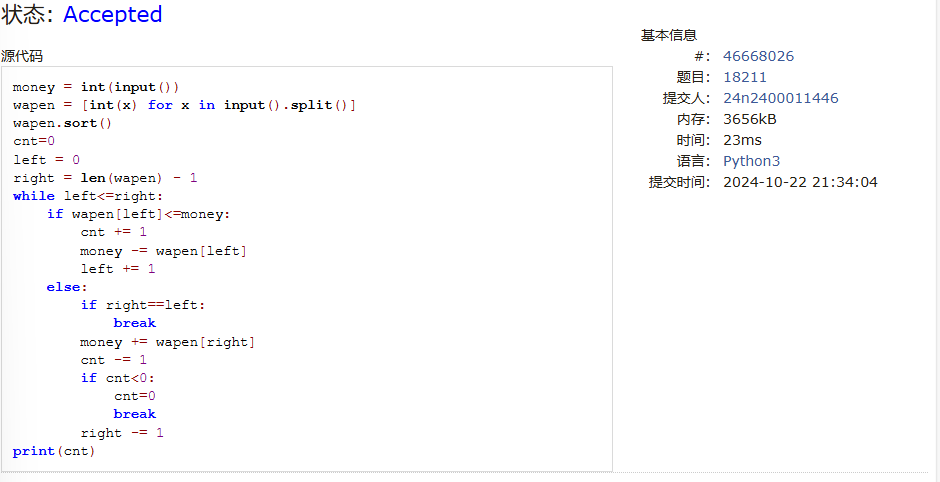 状态: Accepted
源代码
money = int(input())
wapen = [int(x) for x in input().split()]
wapen.sort()
cnt=0
left = 0
right = len(wapen) - 1
while left<=right:
    if wapen[left]<=money:
        cnt += 1
        money -= wapen[left]
        left += 1
    else:
        if right==left:
            break
        money += wapen[right]
        cnt -= 1
        if cnt<0:
            cnt=0
            break
        right -= 1
print(cnt)
基本信息
#: 46668026
题目: 18211
提交人: 24n2400011446
内存: 3656kB
时间: 23ms
语言: Python3
提交时间: 2024-10-22 21:34:04